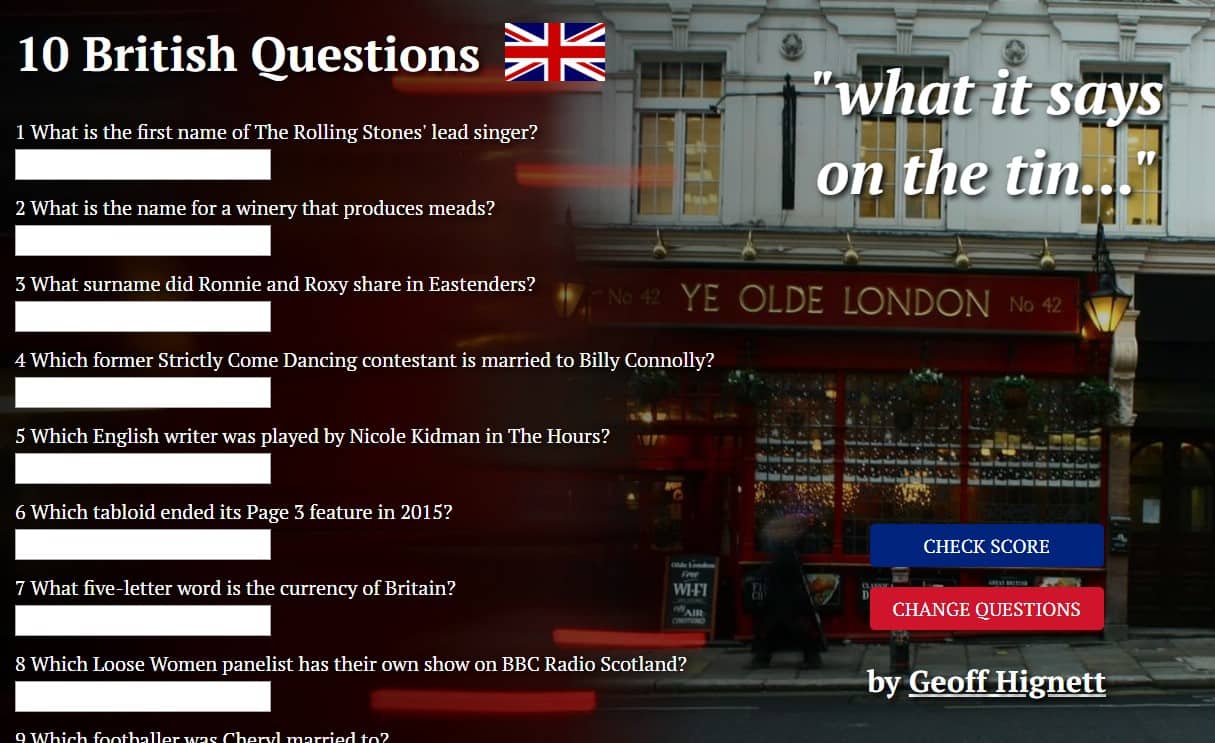 10 British Questions
"what it says
on the tin..."
1 What is the first name of The Rolling Stones' lead singer?
2 What is the name for a winery that produces meads?
3 What surname did Ronnie and Roxy share in Eastenders?
4 Which former Strictly Come Dancing contestant is married to Billy Connolly?
5 Which English writer was played by Nicole Kidman in The Hours?
6 Which tabloid ended its Page 3 feature in 2015?
7 What five-letter word is the currency of Britain?
8 Which Loose Women panelist has their own show on BBC Radio Scotland?
9 Which footballer was Cheryl married to?
No 42 YE OLDE LONDON No 42
Olde London
Free
WI-FI
AIR
CHECK SCORE
CHANGE QUESTIONS
by Geoff Hignett